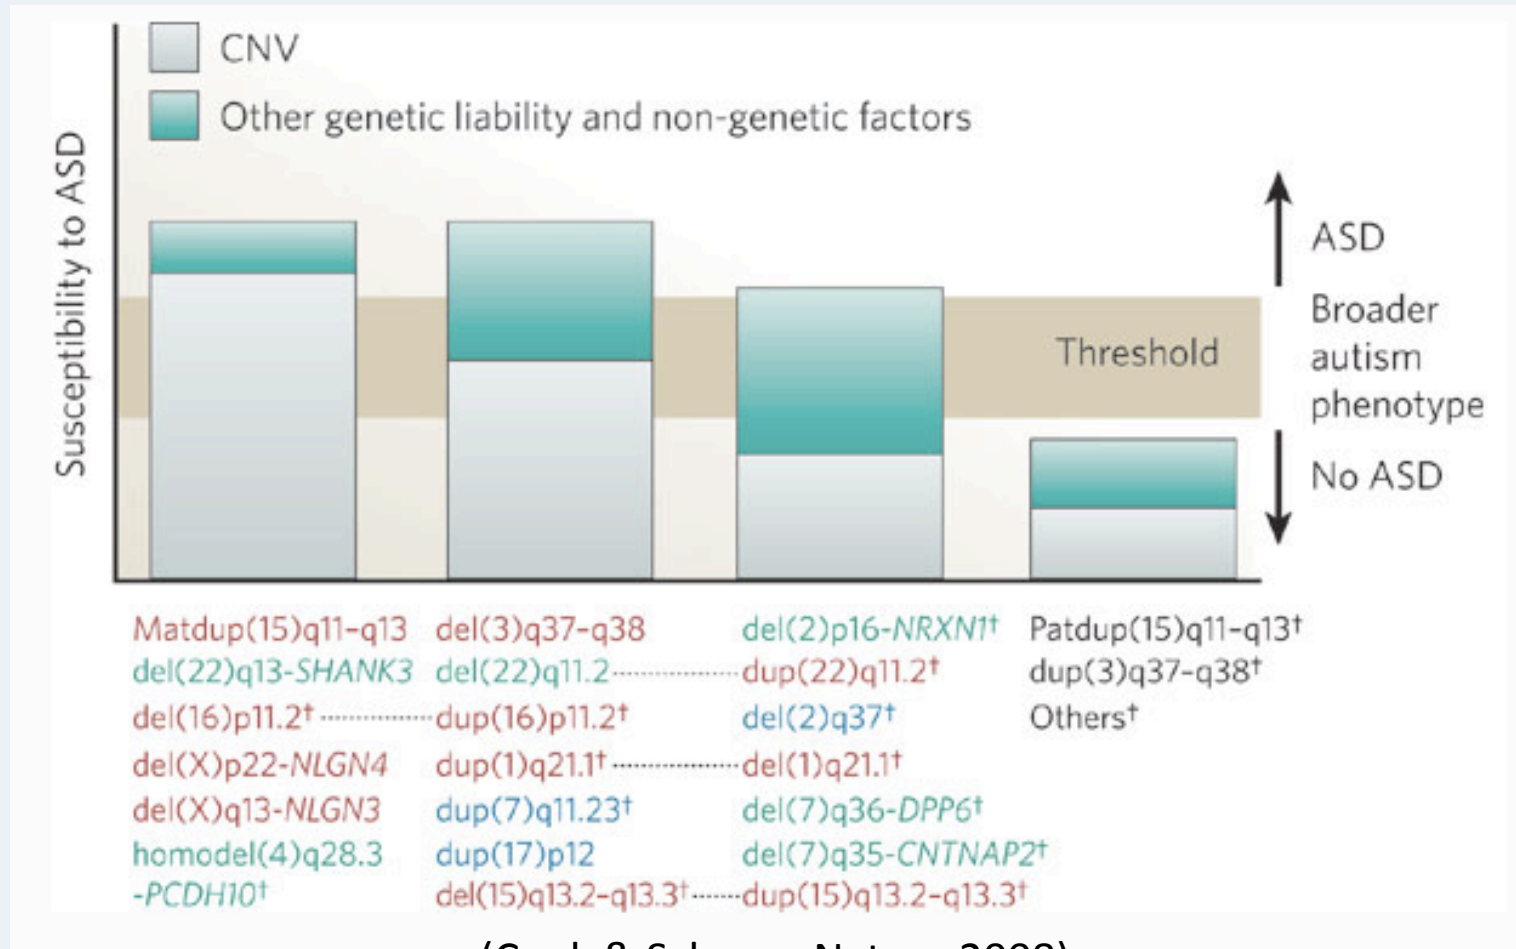 CNV
Other genetic liability and non-genetic factors
Susceptibility to ASD
ASD
Broader
autism
phenotype
Threshold
No ASD
Matdup(15)q11–q13
del(22)q13-SHANK3
del(16)p11.2†
del(X)p22-NLGN4
del(X)q13-NLGN3
homodel(4)q28.3
-PCDH10†
del(3)q37–q38
del(22)q11.2
dup(16)p11.2†
dup(1)q21.1†
dup(7)q11.23†
dup(17)p12
del(15)q13.2–q13.3†
del(2)p16-NRXN1†
dup(22)q11.2†
del(2)q37†
del(1)q21.1†
del(7)q36-DPP6†
del(7)q35-CNTNAP2†
dup(15)q13.2–q13.3†
Patdup(15)q11–q13†
dup(3)q37–q38†
Others†